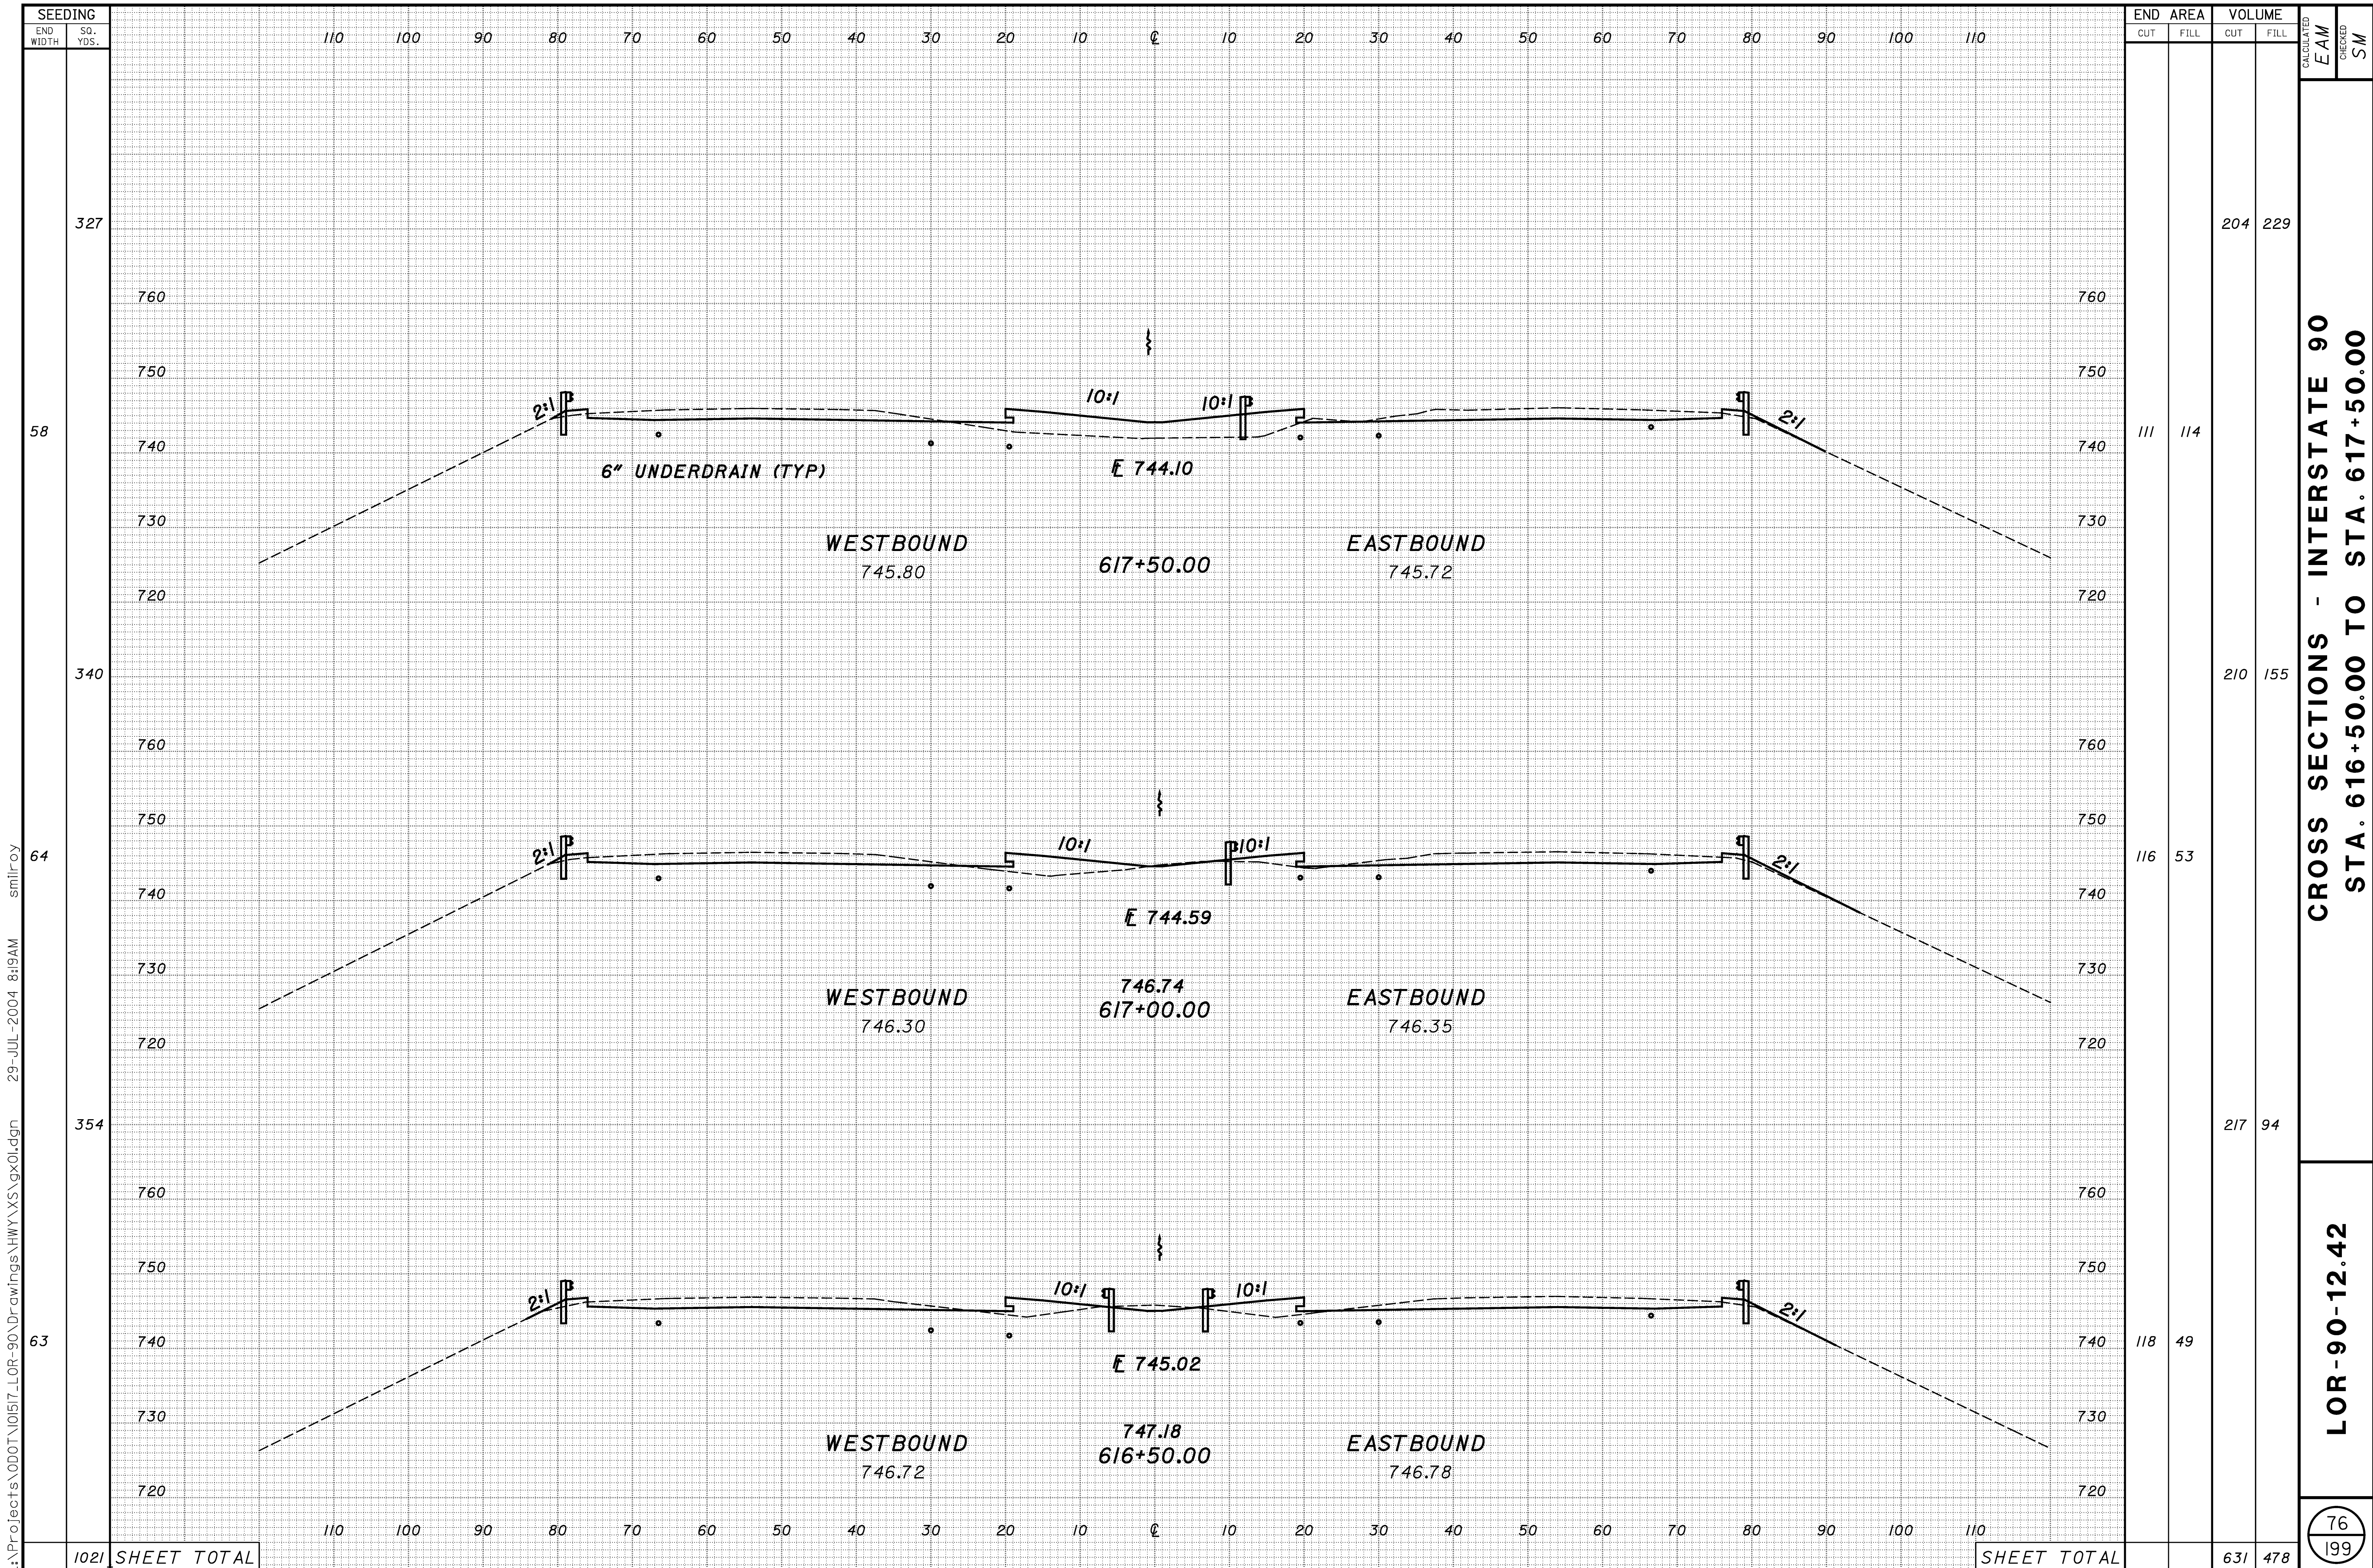 SEEDING
END WIDTH
SQ. YDS.
110 100 90 80 70 60 50 40 30 20 10 ℄ 10 20 30 40 50 60 70 80 90 100 110
END AREA VOLUME
CUT FILL CUT FILL
CALCULATED
EAM
CHECKED
SM
327
204 229
760 760
750 750
2:1 10:1 10:1 2:1
58
740 740
111 114
6" UNDERDRAIN (TYP)
744.10
730 730
WESTBOUND
745.80
617+50.00
EASTBOUND
745.72
720 720
340
210 155
760 760
750 750
2:1 10:1 10:1 2:1
64
116 53
740 740
744.59
730 730
WESTBOUND
746.30
746.74
617+00.00
EASTBOUND
746.35
720 720
354
217 94
760 760
750 750
2:1 10:1 10:1 2:1
63
740 740
118 49
745.02
730 730
WESTBOUND
746.72
747.18
616+50.00
EASTBOUND
746.78
720 720
110 100 90 80 70 60 50 40 30 20 10 ℄ 10 20 30 40 50 60 70 80 90 100 110
1021 SHEET TOTAL
SHEET TOTAL 631 478
CROSS SECTIONS - INTERSTATE 90
STA. 616+50.00 TO STA. 617+50.00
LOR-90-12.42
76
199
:\Projects\ODOT\101517_LOR-90\Drawings\HWY\XS\gx01.dgn 29-JUL-2004 8:19AM smilroy